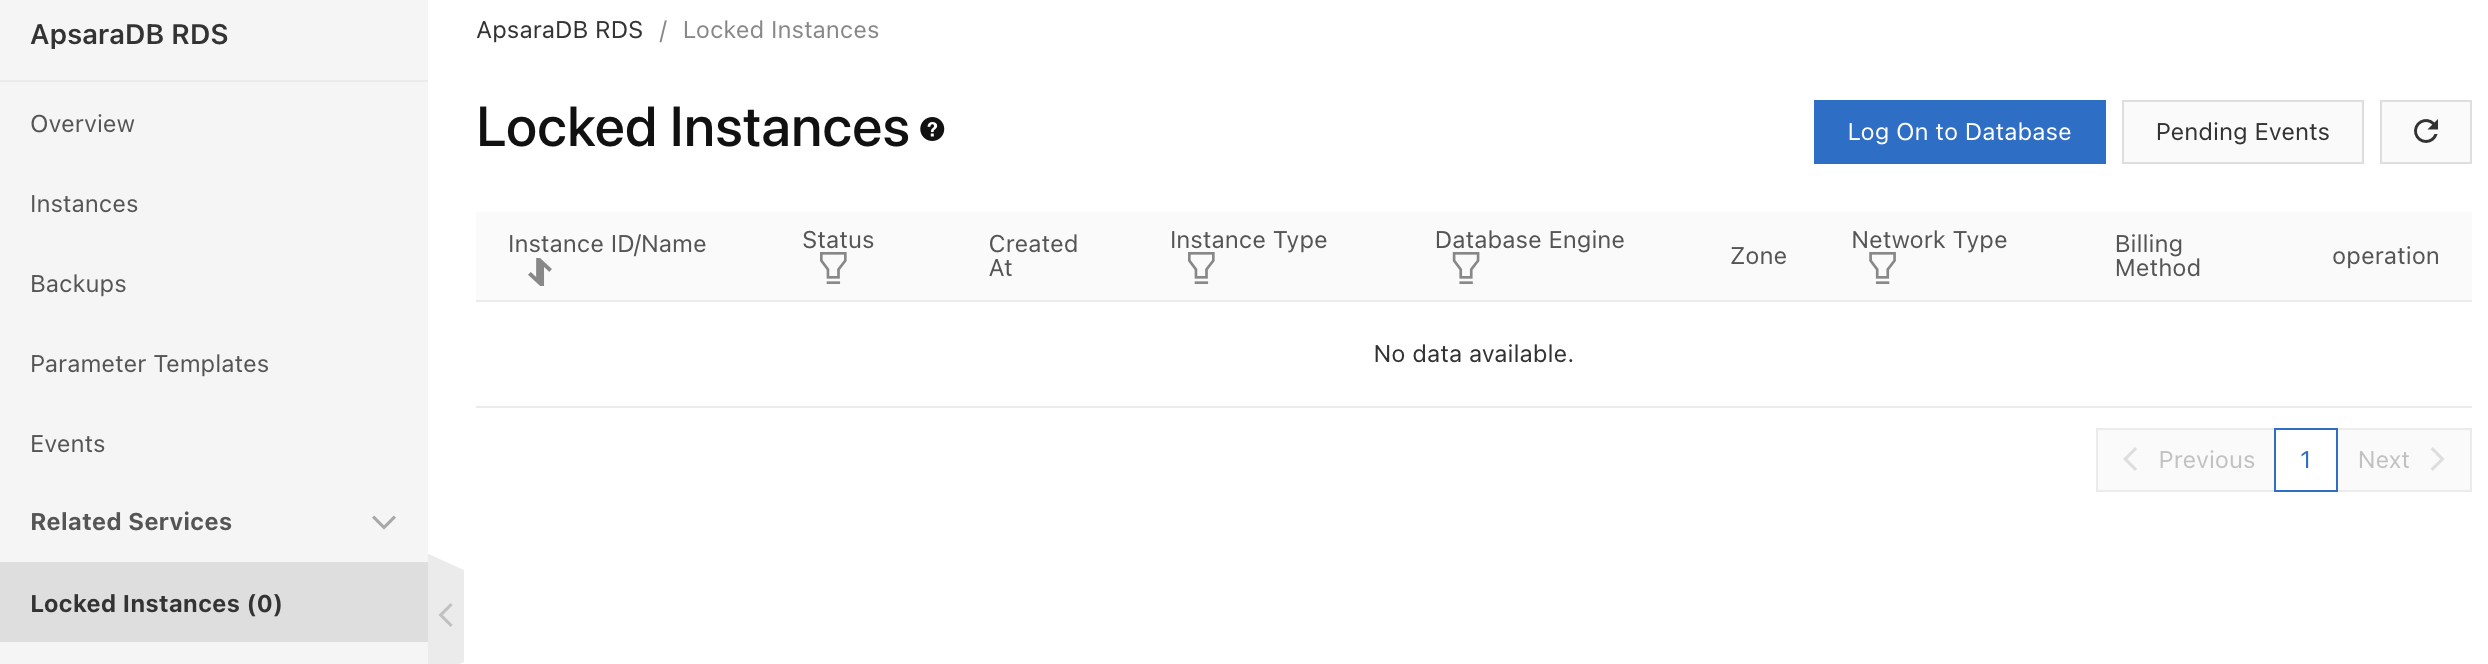 ApsaraDB RDS
Overview
Instances
Backups
Parameter Templates
Events
Related Services
Locked Instances (0)
ApsaraDB RDS / Locked Instances
Locked Instances
Log On to Database
Pending Events
Instance ID/Name
Status
Created
At
Instance Type
Database Engine
Zone
Network Type
Billing
Method
operation
No data available.
Previous
1
Next